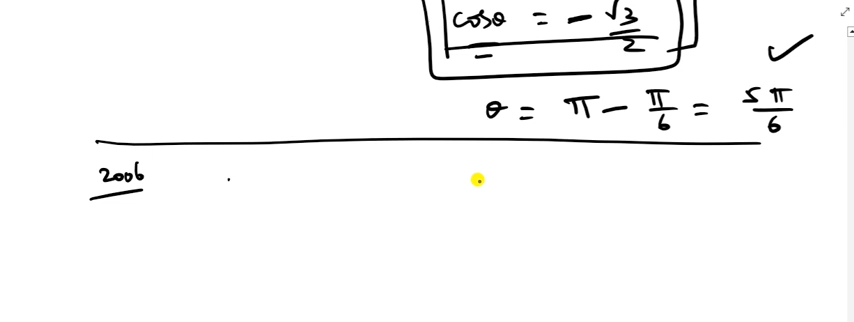 cosθ = - √3/2
θ = π - π/6 = 5π/6
2006